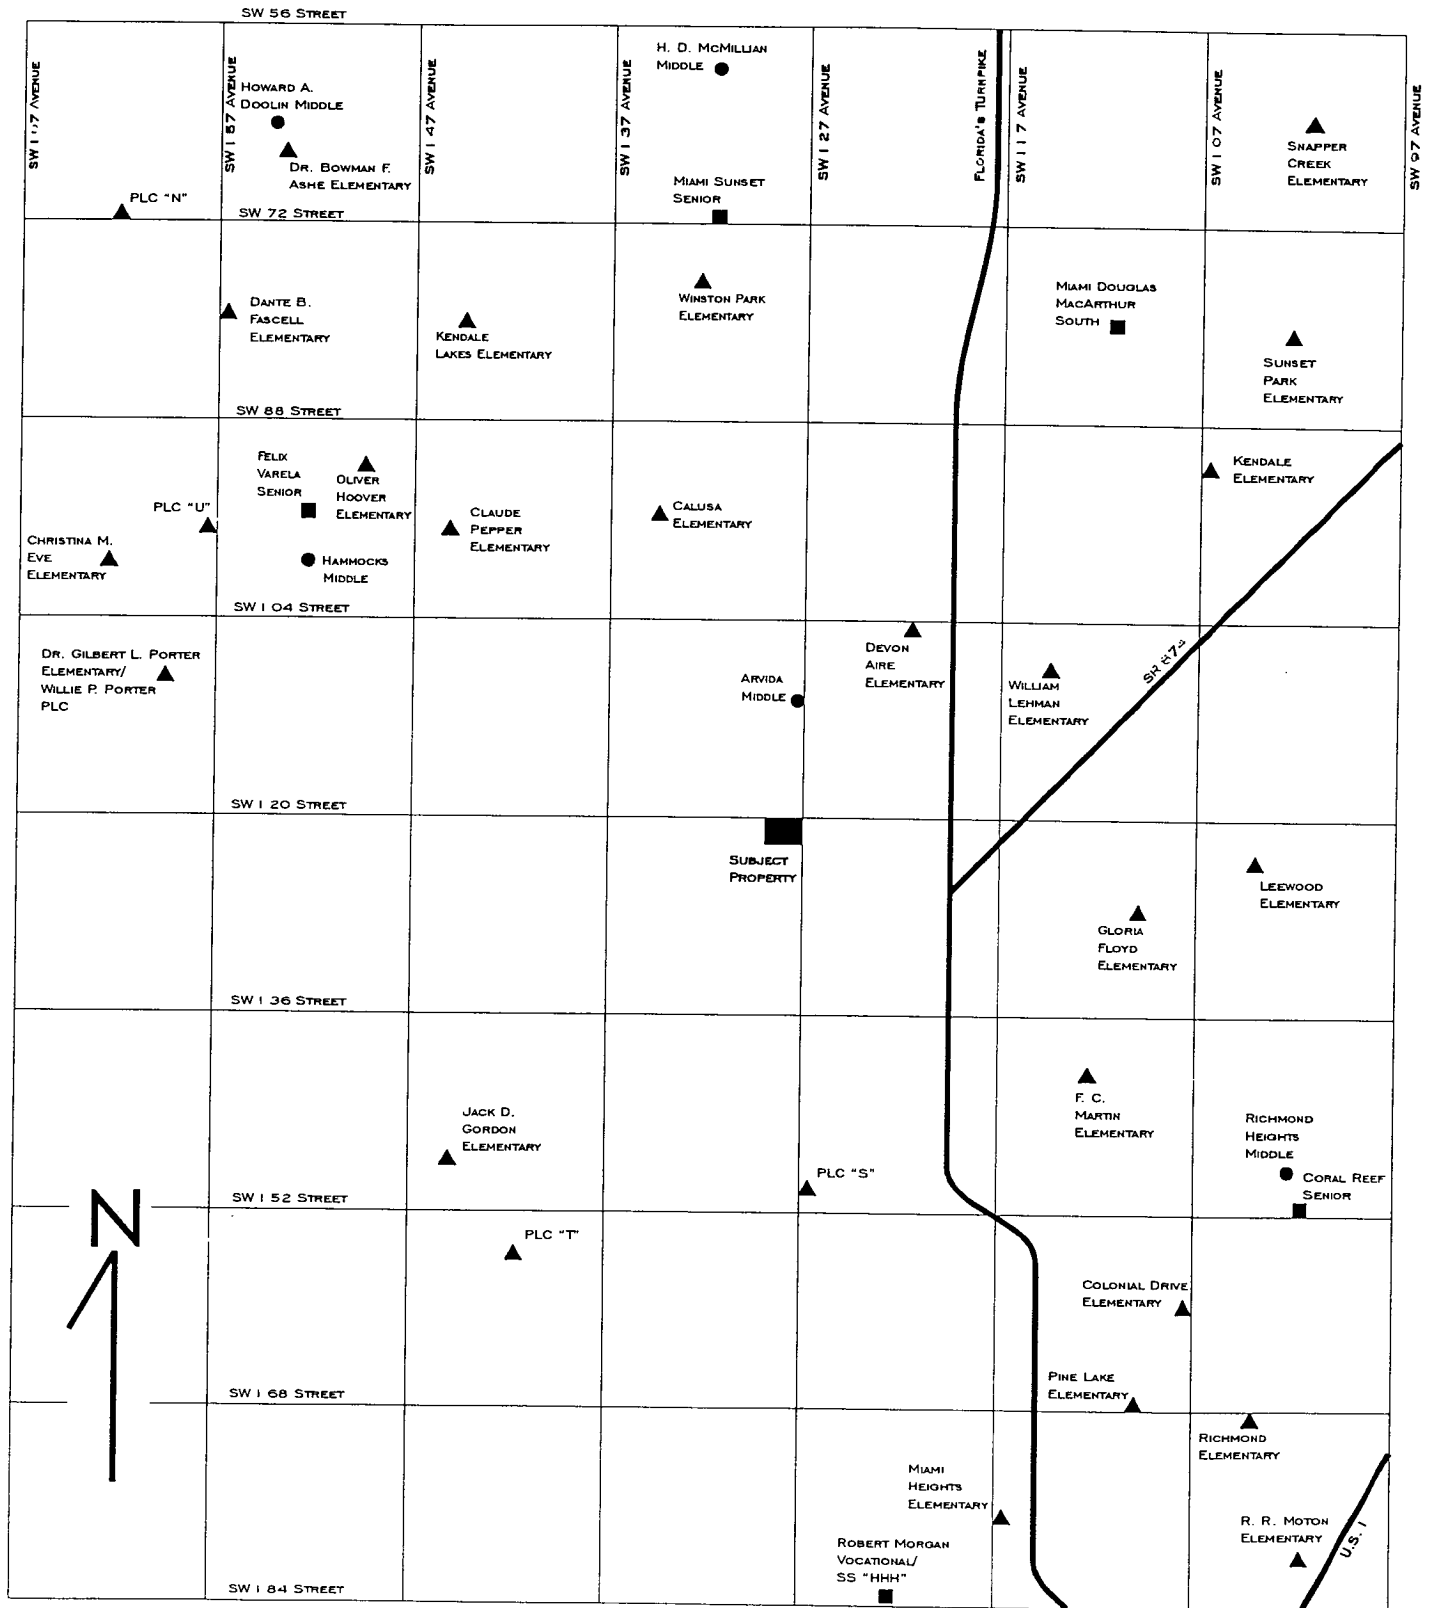 SW 56 STREET
SW 157 AVENUE
SW 147 AVENUE
SW 137 AVENUE
SW 127 AVENUE
FLORIDA'S TURNPIKE
SW 117 AVENUE
SW 107 AVENUE
SW 97 AVENUE
H. D. MCMILLIAN
MIDDLE
HOWARD A.
DOOLIN MIDDLE
DR. BOWMAN F.
ASHE ELEMENTARY
SNAPPER
CREEK
ELEMENTARY
PLC "N"
MIAMI SUNSET
SENIOR
SW 72 STREET
DANTE B.
FASCELL
ELEMENTARY
KENDALE
LAKES ELEMENTARY
WINSTON PARK
ELEMENTARY
MIAMI DOUGLAS
MACARTHUR
SOUTH
SUNSET
PARK
ELEMENTARY
SW 88 STREET
FELIX
VARELA
SENIOR
OLIVER
HOOVER
ELEMENTARY
KENDALE
ELEMENTARY
PLC "U"
CLAUDE
PEPPER
ELEMENTARY
CALUSA
ELEMENTARY
CHRISTINA M.
EVE
ELEMENTARY
HAMMOCKS
MIDDLE
SW 104 STREET
DR. GILBERT L. PORTER
ELEMENTARY/
WILLIE P. PORTER
PLC
ARVIDA
MIDDLE
DEVON
AIRE
ELEMENTARY
WILLIAM
LEHMAN
ELEMENTARY
SR 874
SW 120 STREET
SUBJECT
PROPERTY
LEEWOOD
ELEMENTARY
GLORIA
FLOYD
ELEMENTARY
SW 136 STREET
JACK D.
GORDON
ELEMENTARY
F. C.
MARTIN
ELEMENTARY
RICHMOND
HEIGHTS
MIDDLE
CORAL REEF
SENIOR
PLC "S"
SW 152 STREET
N
PLC "T"
COLONIAL DRIVE
ELEMENTARY
PINE LAKE
ELEMENTARY
SW 168 STREET
RICHMOND
ELEMENTARY
MIAMI
HEIGHTS
ELEMENTARY
R. R. MOTON
ELEMENTARY
U.S. 1
ROBERT MORGAN
VOCATIONAL/
SS "HHH"
SW 184 STREET